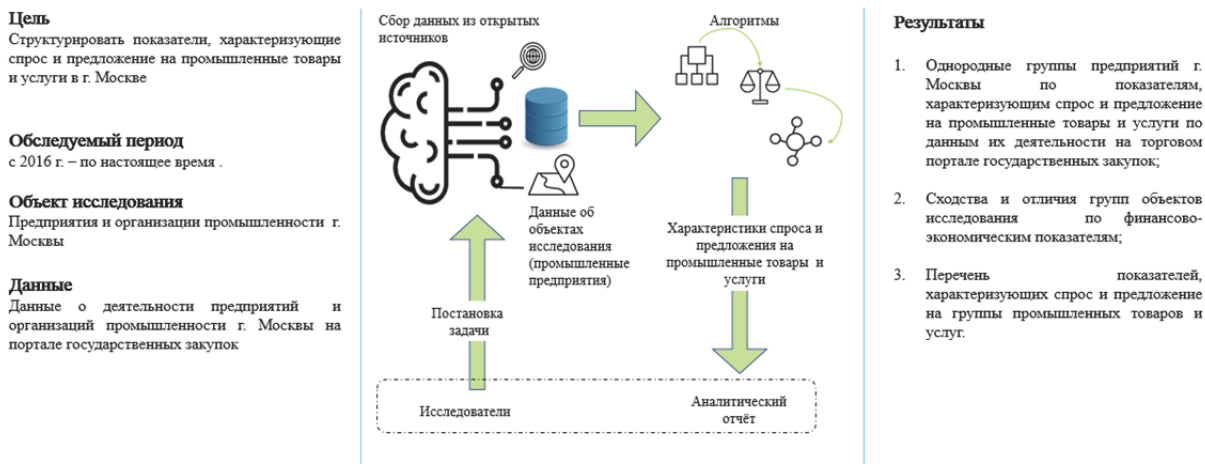 Цель
Структурировать показатели, характеризующие
спрос и предложение на промышленные товары
и услуги в г. Москве
Обследуемый период
с 2016 г. – по настоящее время .
Объект исследования
Предприятия и организации промышленности г.
Москвы
Данные
Данные о деятельности предприятий и
организаций промышленности г. Москвы на
портале государственных закупок
Сбор данных из открытых
источников
Алгоритмы
Данные об
объектах
исследования
(промышленные
предприятия)
Характеристики спроса и
предложения на
промышленные товары и
услуги
Постановка
задачи
Исследователи
Аналитический
отчёт
Результаты
1. Однородные группы предприятий г.
Москвы по показателям,
характеризующим спрос и предложение
на промышленные товары и услуги по
данным их деятельности на торговом
портале государственных закупок;
2. Сходства и отличия групп объектов
исследования по финансово-
экономическим показателям;
3. Перечень показателей,
характеризующих спрос и предложение
на группы промышленных товаров и
услуг.